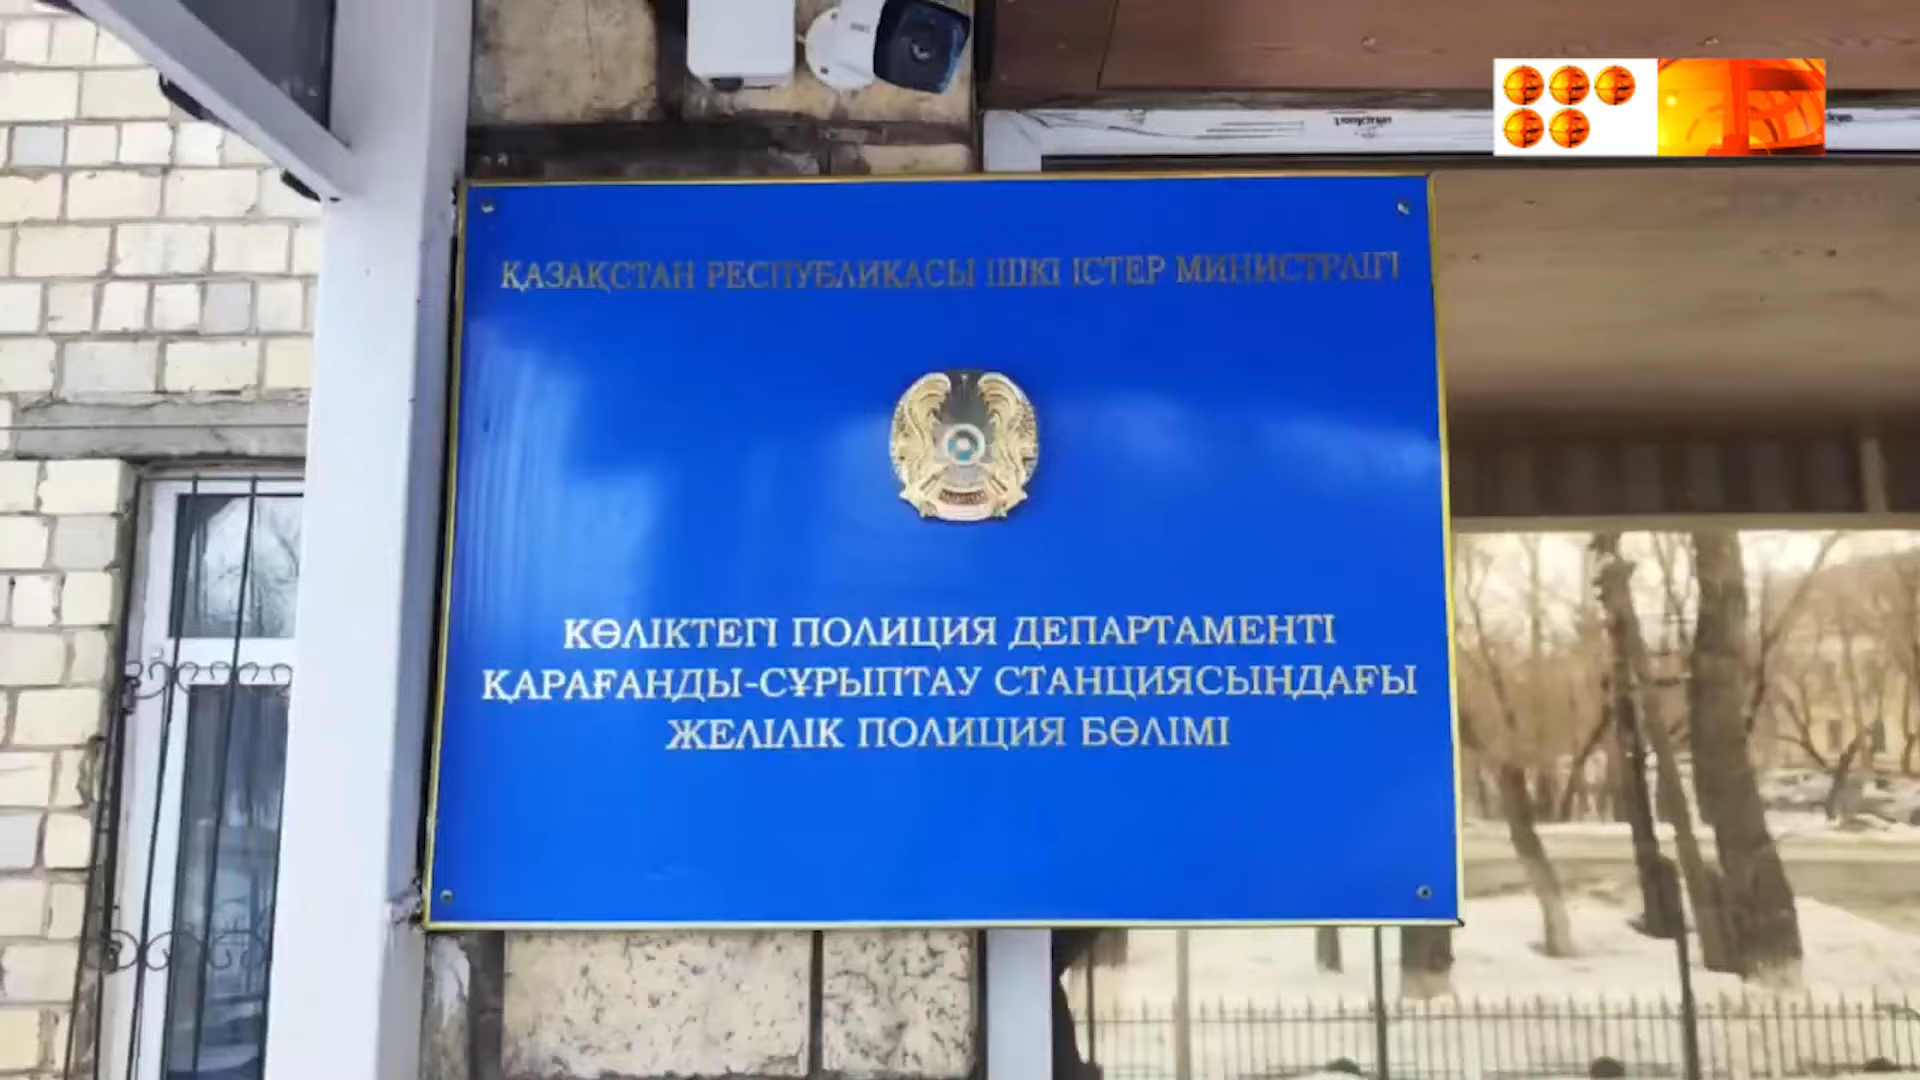 ҚАЗАҚСТАН РЕСПУБЛИКАСЫ ІШКІ ІСТЕР МИНИСТРЛІГІ
КӨЛІКТЕГІ ПОЛИЦИЯ ДЕПАРТАМЕНТІ
ҚАРАҒАНДЫ-СҰРЫПТАУ СТАНЦИЯСЫНДАҒЫ
ЖЕЛІЛІК ПОЛИЦИЯ БӨЛІМІ